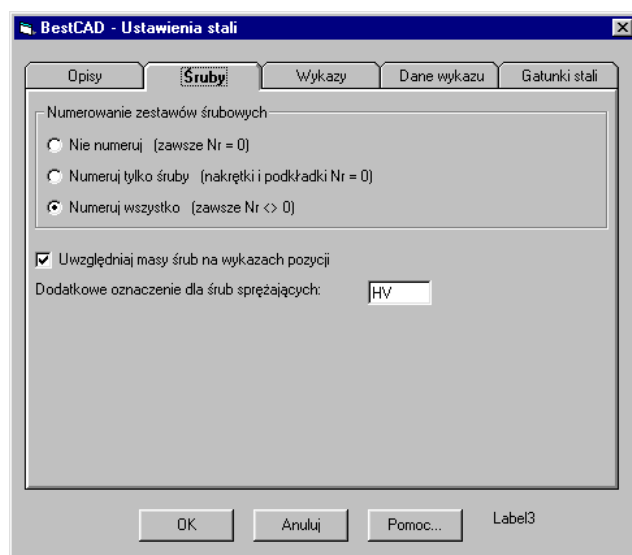 BestCAD - Ustawienia stali
Opisy Śruby Wykazy Dane wykazu Gatunki stali
Numerowanie zestawów śrubowych
Nie numeruj (zawsze Nr = 0)
Numeruj tylko śruby (nakrętki i podkładki Nr = 0)
Numeruj wszystko (zawsze Nr <> 0)
Uwzględniaj masy śrub na wykazach pozycji
Dodatkowe oznaczenie dla śrub sprężających: HV
OK Anuluj Pomoc... Label3